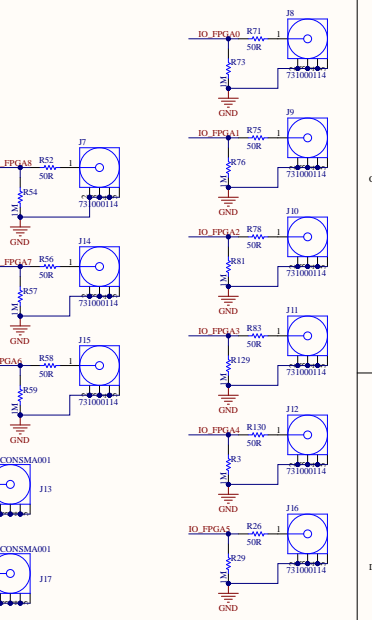 J8
IO_FPGA0
R71
1
50R
R73
1M
731000114
GND
J9
IO_FPGA1
R75
1
50R
R76
1M
731000114
GND
J7
_FPGA8
R52
1
50R
R54
1M
731000114
GND
J10
IO_FPGA2
R78
1
50R
R81
1M
731000114
GND
J14
_FPGA7
R56
1
50R
R57
1M
731000114
GND
J11
IO_FPGA3
R83
1
50R
R129
1M
731000114
GND
J15
PGA6
R58
1
50R
R59
1M
731000114
GND
J12
IO_FPGA4
R130
1
50R
R3
1M
731000114
GND
CONSMA001
J13
J16
IO_FPGA5
R26
1
50R
R29
1M
731000114
GND
CONSMA001
J17